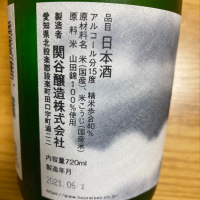 品目 日本酒
アルコール分15度 精米歩合40%
原材料名 米(国産)、米こうじ(国産米)
原料米 山田錦100%使用
製造者 関谷醸造株式会社
愛知県北設楽郡設楽町田口字町浦二二
内容量720ml
製造年月
2021.06